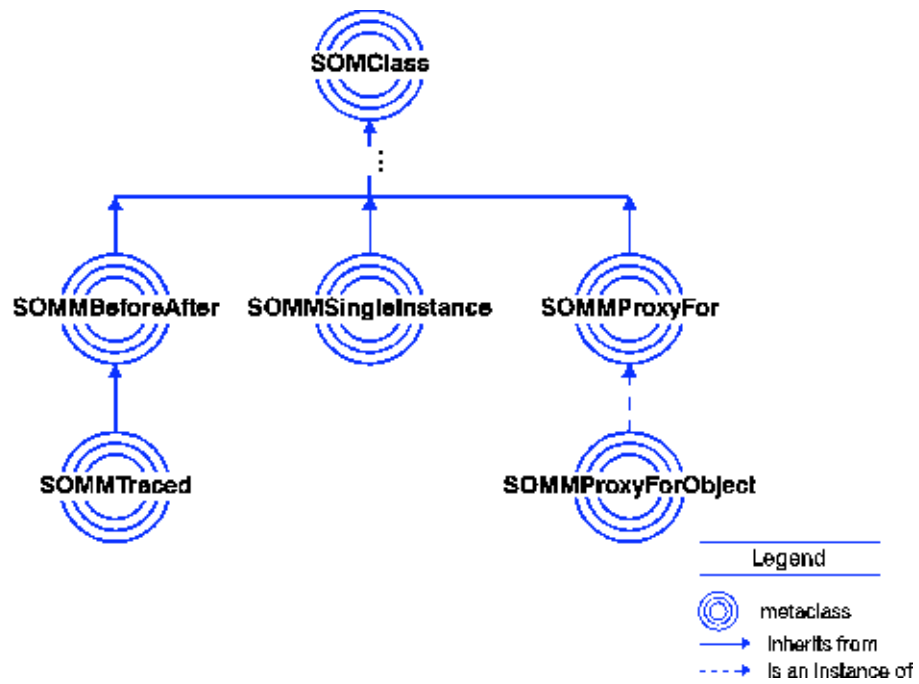 SOMClass
⋮
SOMMBeforeAfter
SOMMSingleInstance
SOMMProxyFor
SOMMTraced
SOMMProxyForObject
Legend
metaclass
Inherits from
Is an Instance of